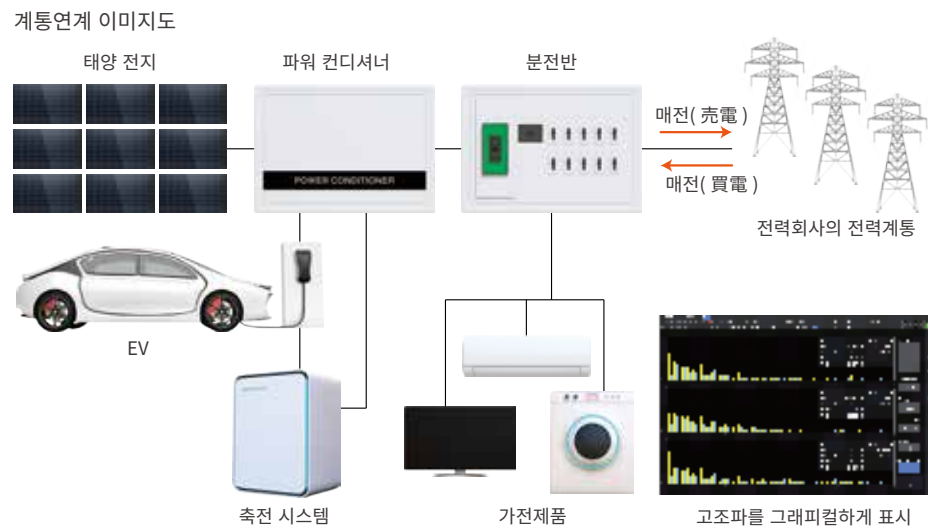 계통연계 이미지도
태양 전지
파워 컨디셔너
분전반
매전( 売電 )
POWER CONDITIONER
매전( 買電 )
전력회사의 전력계통
EV
축전 시스템
가전제품
고조파를 그래피컬하게 표시